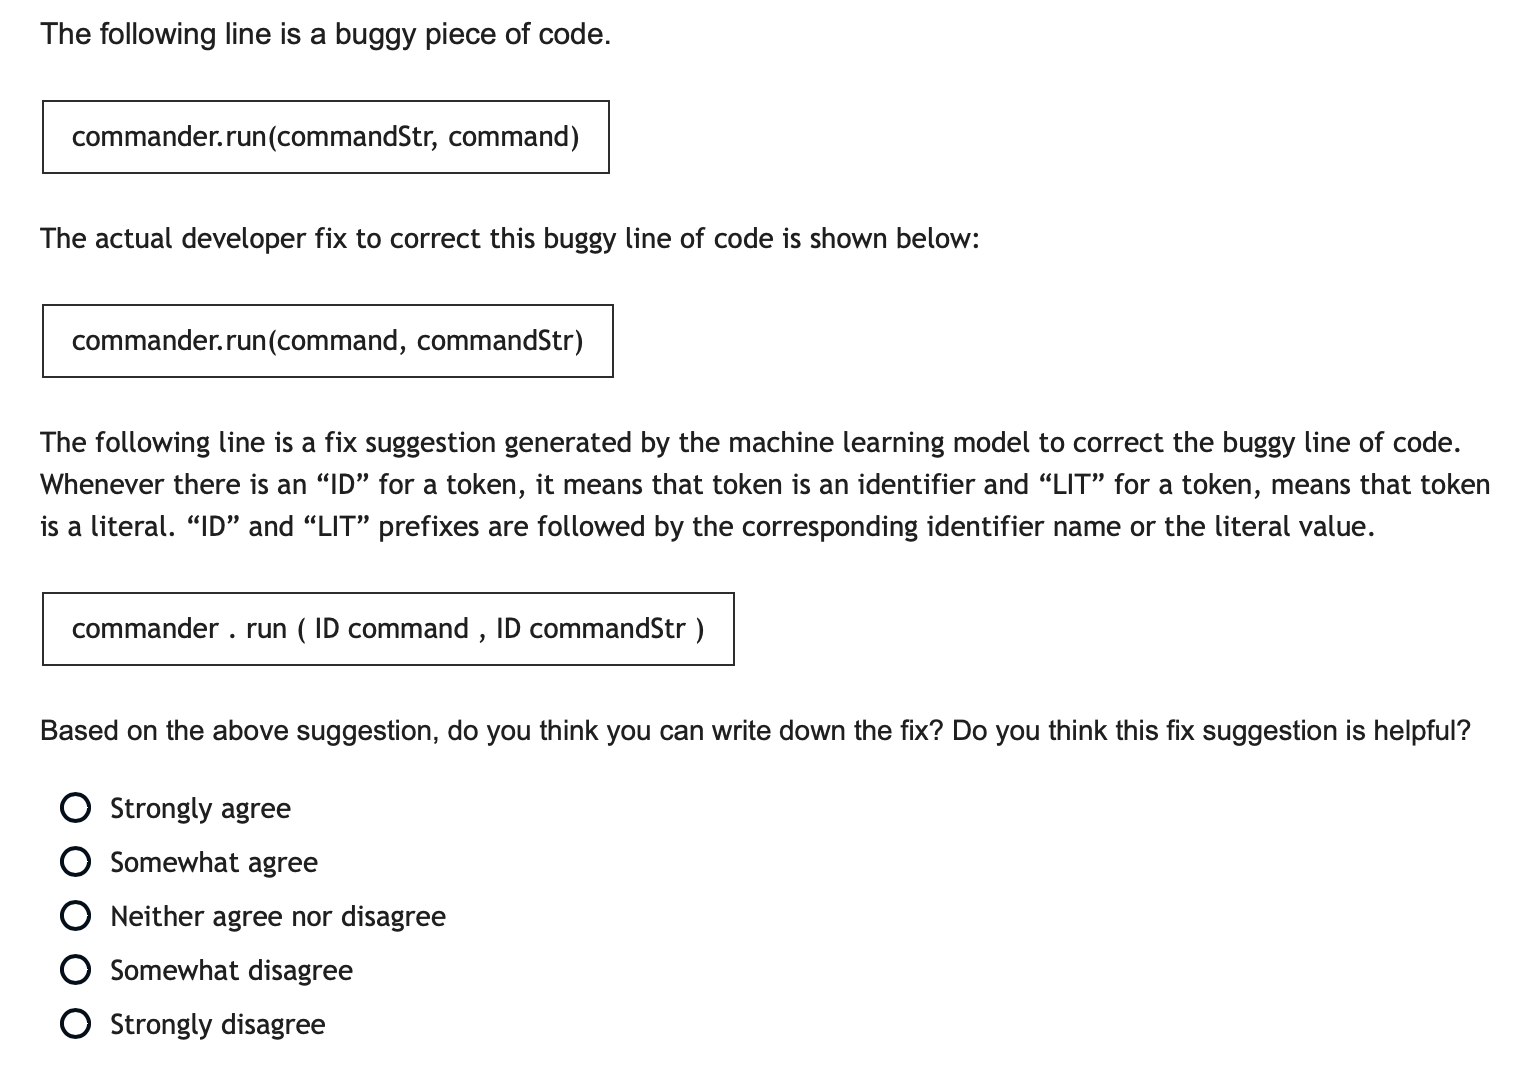 The following line is a buggy piece of code.
commander.run(commandStr, command)
The actual developer fix to correct this buggy line of code is shown below:
commander.run(command, commandStr)
The following line is a fix suggestion generated by the machine learning model to correct the buggy line of code.
Whenever there is an “ID” for a token, it means that token is an identifier and “LIT” for a token, means that token
is a literal. “ID” and “LIT” prefixes are followed by the corresponding identifier name or the literal value.
commander . run ( ID command , ID commandStr )
Based on the above suggestion, do you think you can write down the fix? Do you think this fix suggestion is helpful?
Strongly agree
Somewhat agree
Neither agree nor disagree
Somewhat disagree
Strongly disagree